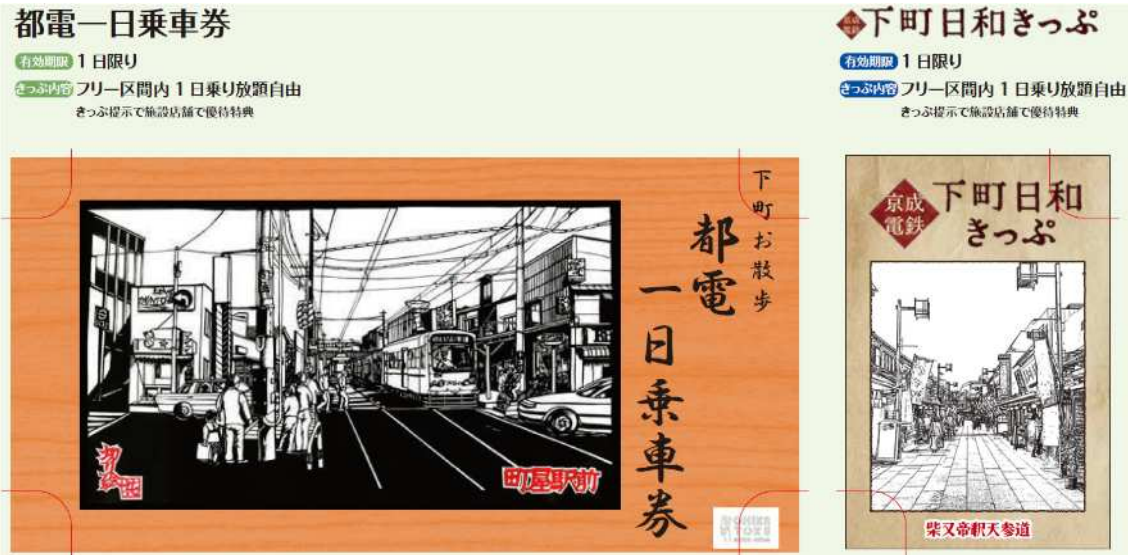 都電一日乗車券
有効期限 1日限り
きっぷ内容 フリー区間内1日乗り放題自由
きっぷ提示で施設店舗で優待特典
下町お散歩
都電
一日乗車券
町屋駅前
京成電鉄 下町日和きっぷ
有効期限 1日限り
きっぷ内容 フリー区間内1日乗り放題自由
きっぷ提示で施設店舗で優待特典
京成
電鉄
下町日和
きっぷ
柴又帝釈天参道